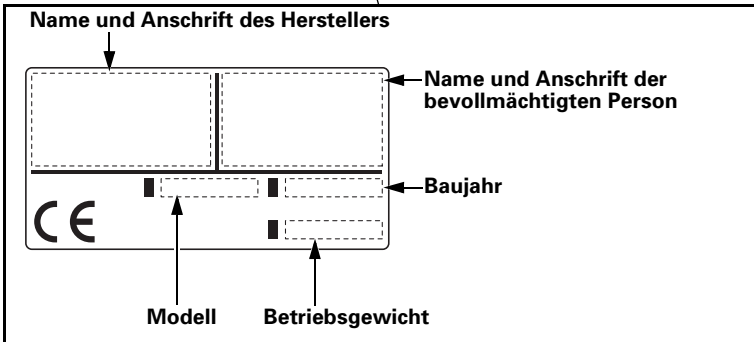 Name und Anschrift des Herstellers
Name und Anschrift der
bevollmächtigten Person
Baujahr
CE
Modell
Betriebsgewicht